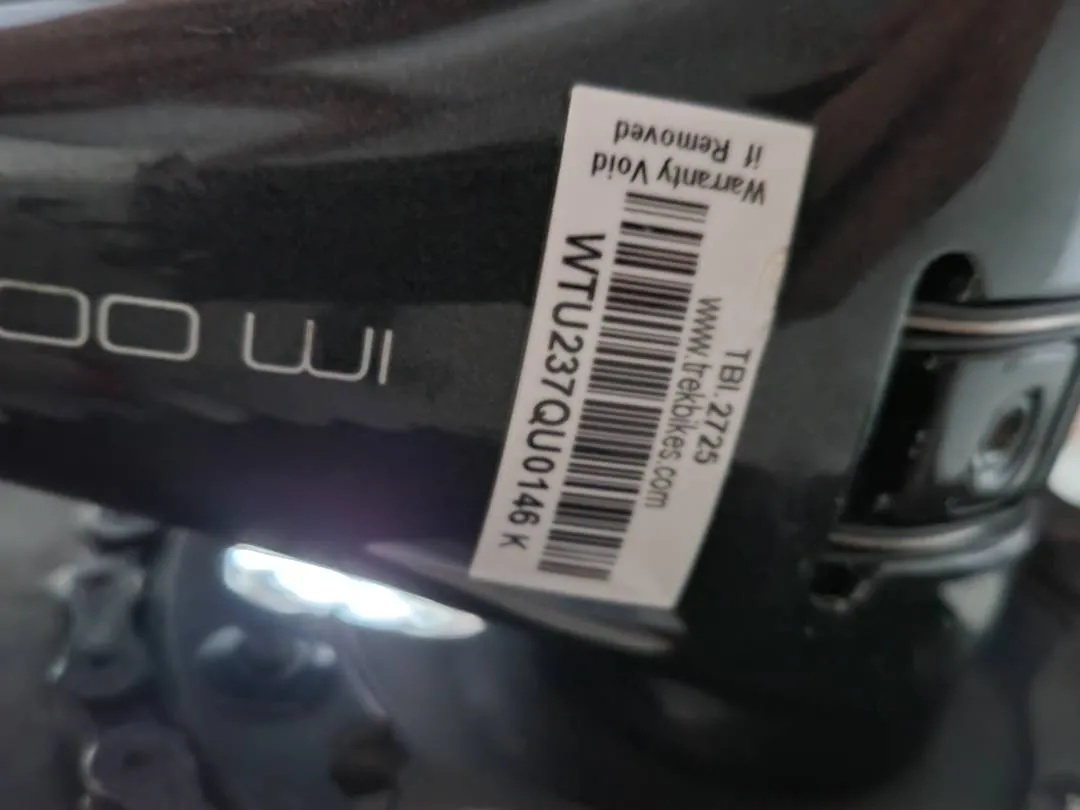 Warranty Void
if Removed
TBI.2725
www.trekbikes.com
WTU237QU0146 K